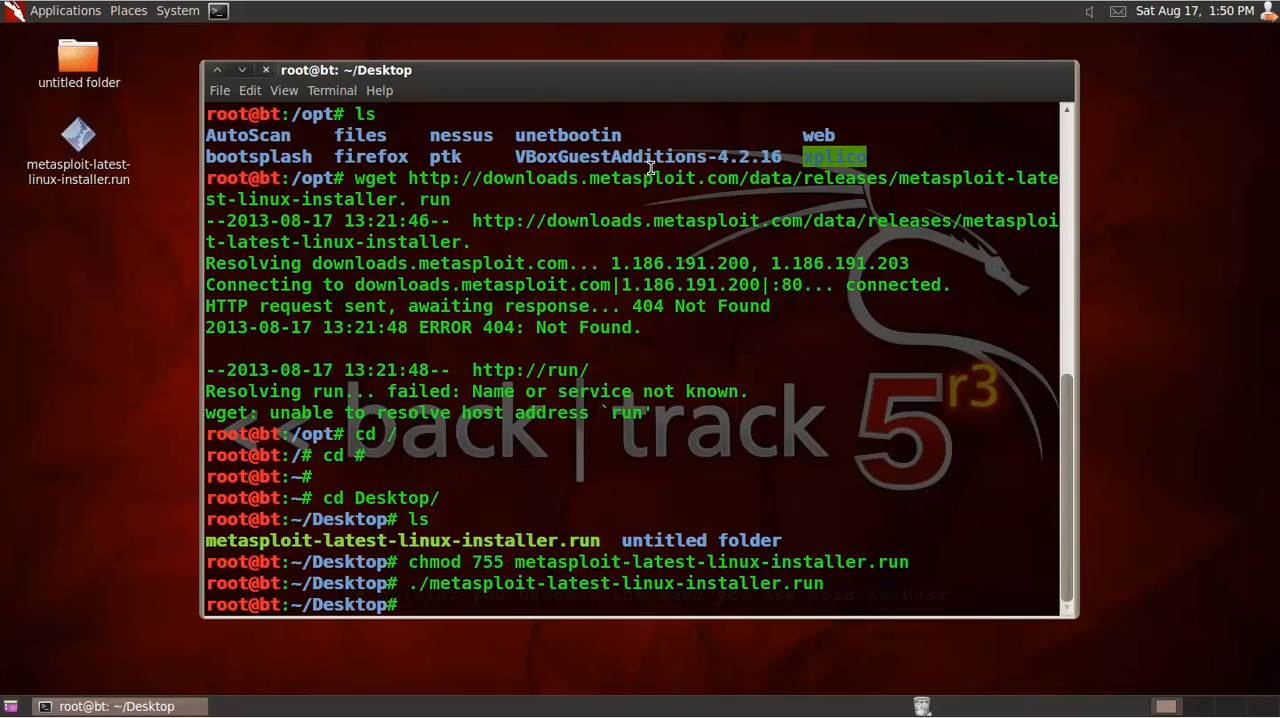 Applications Places System
Sat Aug 17, 1:50 PM
untitled folder
metasploit-latest-
linux-installer.run
root@bt: ~/Desktop
File Edit View Terminal Help
root@bt:/opt# ls
AutoScan files nessus unetbootin web
bootsplash firefox ptk VBoxGuestAdditions-4.2.16 xplico
root@bt:/opt# wget http://downloads.metasploit.com/data/releases/metasploit-late
st-linux-installer. run
--2013-08-17 13:21:46-- http://downloads.metasploit.com/data/releases/metasploi
t-latest-linux-installer.
Resolving downloads.metasploit.com... 1.186.191.200, 1.186.191.203
Connecting to downloads.metasploit.com|1.186.191.200|:80... connected.
HTTP request sent, awaiting response... 404 Not Found
2013-08-17 13:21:48 ERROR 404: Not Found.
--2013-08-17 13:21:48-- http://run/
Resolving run... failed: Name or service not known.
wget: unable to resolve host address `run'
root@bt:/opt# cd /
root@bt:/# cd #
root@bt:~#
root@bt:~# cd Desktop/
root@bt:~/Desktop# ls
metasploit-latest-linux-installer.run untitled folder
root@bt:~/Desktop# chmod 755 metasploit-latest-linux-installer.run
root@bt:~/Desktop# ./metasploit-latest-linux-installer.run
root@bt:~/Desktop#
<< back | track 5 r3
root@bt: ~/Desktop